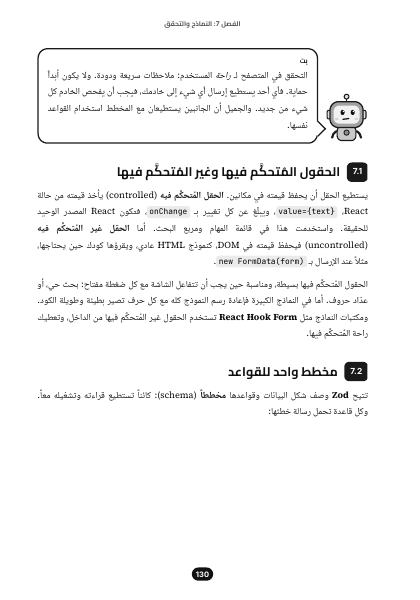 الفصل 7: النماذج والتحقق
بِت
التحقق في المتصفح لـ راحة المستخدم: ملاحظات سريعة ودودة. ولا يكون أبداً
حماية. فأي أحد يستطيع إرسال أي شيء إلى خادمك، فيجب أن يفحص الخادم كل
شيء من جديد. والجميل أن الجانبين يستطيعان مع المخطط استخدام القواعد
نفسها.
7.1 الحقول المُتحكَّم فيها وغير المُتحكَّم فيها
يستطيع الحقل أن يحفظ قيمته في مكانين. الحقل المُتحكَّم فيه (controlled) يأخذ قيمته من حالة
React، value={text}، ويبلّغ عن كل تغيير بـ onChange، فتكون React المصدر الوحيد
للحقيقة. واستخدمت هذا في قائمة المهام ومربع البحث. أما الحقل غير المُتحكَّم فيه
(uncontrolled) فيحفظ قيمته في DOM، كنموذج HTML عادي، ويقرؤها كودك حين يحتاجها،
مثلاً عند الإرسال بـ new FormData(form).
الحقول المُتحكَّم فيها بسيطة، ومناسبة حين يجب أن تتفاعل الشاشة مع كل ضغطة مفتاح: بحث حي، أو
عدّاد حروف. أما في النماذج الكبيرة فإعادة رسم النموذج كله مع كل حرف تصير بطيئة وطويلة الكود.
ومكتبات النماذج مثل React Hook Form تستخدم الحقول غير المُتحكَّم فيها من الداخل، وتعطيك
راحة المُتحكَّم فيها.
7.2 مخطط واحد للقواعد
تتيح Zod وصف شكل البيانات وقواعدها مخططاً (schema): كائناً تستطيع قراءته وتشغيله معاً.
وكل قاعدة تحمل رسالة خطئها:
130